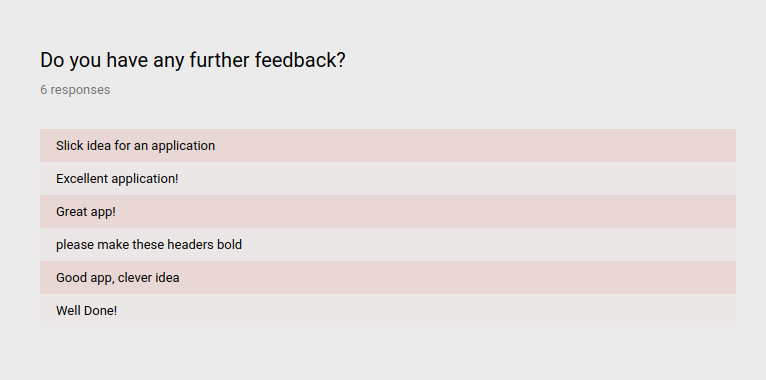 Do you have any further feedback?
6 responses
Slick idea for an application
Excellent application!
Great app!
please make these headers bold
Good app, clever idea
Well Done!